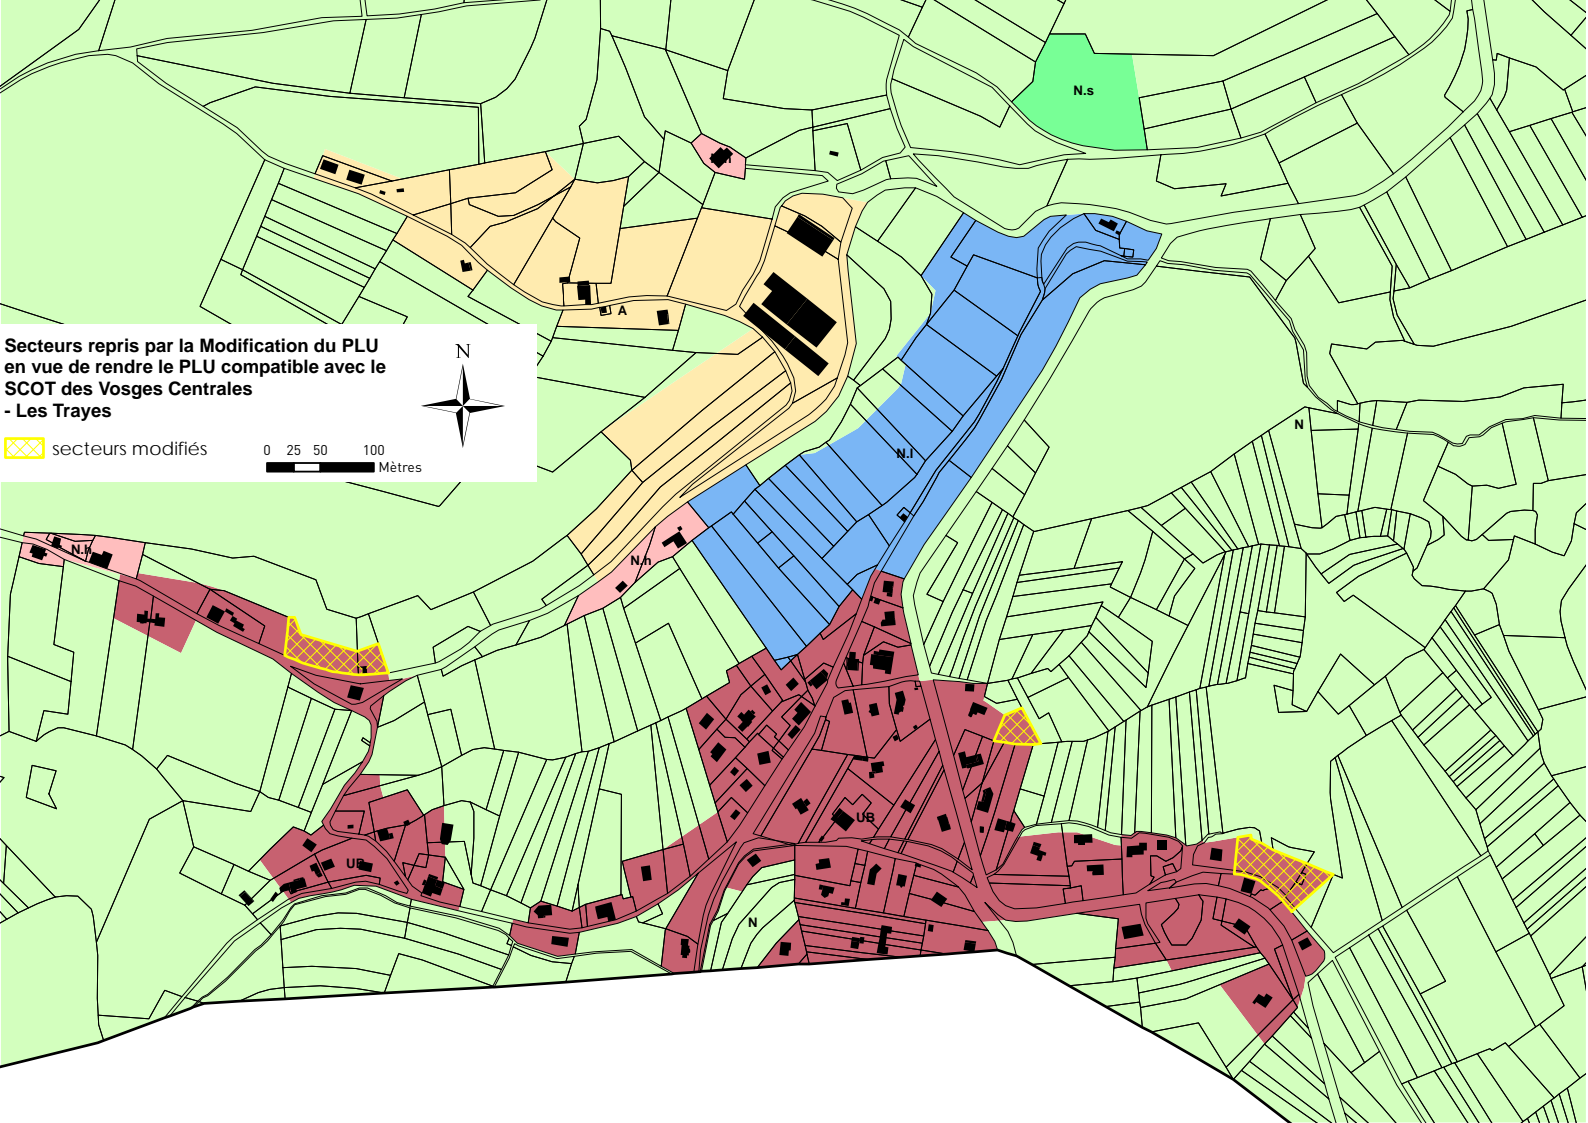 N.s
A
Secteurs repris par la Modification du PLU
en vue de rendre le PLU compatible avec le
SCOT des Vosges Centrales
- Les Trayes
N
secteurs modifiés
0 25 50 100
Mètres
N
N.l
N.h
N.h
UB
UB
N